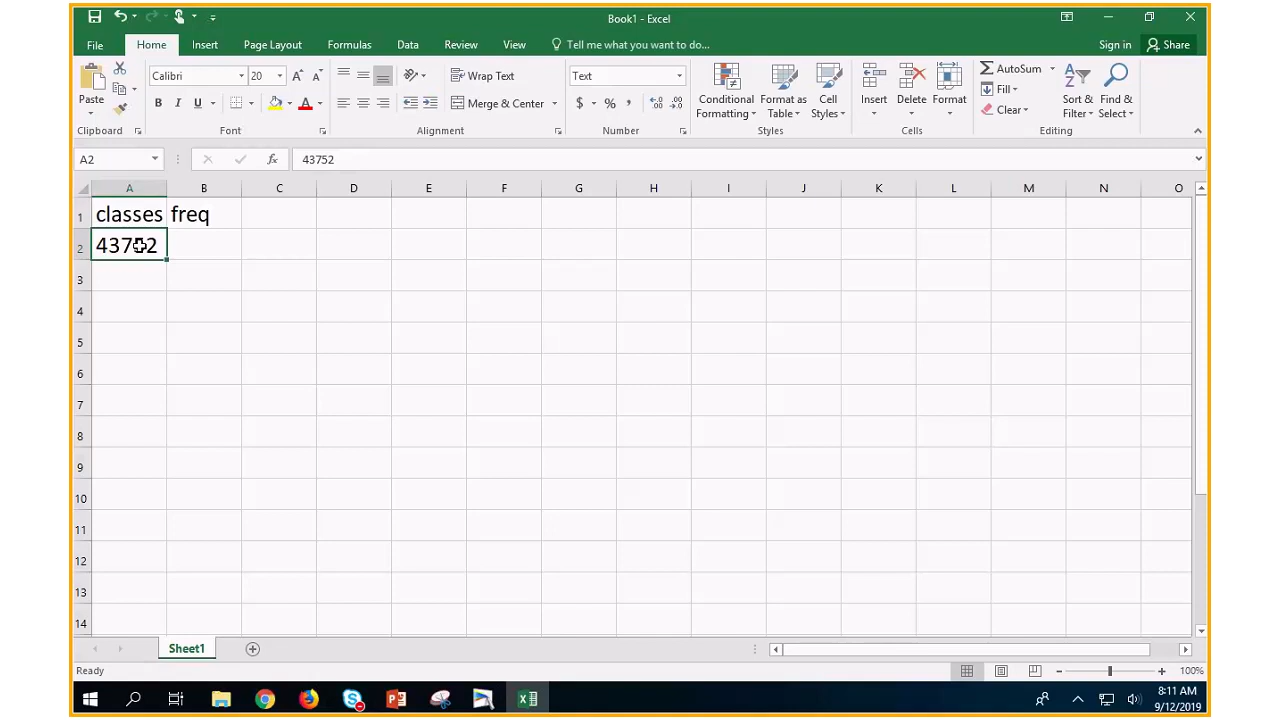 Book1 - Excel
File Home Insert Page Layout Formulas Data Review View Tell me what you want to do... Sign in Share
Paste
Clipboard
Calibri 20
B I U
Font
Wrap Text
Merge & Center
Alignment
Text
$ % ,
Number
Conditional Formatting
Format as Table
Cell Styles
Styles
Insert
Delete
Format
Cells
AutoSum
Fill
Clear
Sort & Filter
Find & Select
Editing
A2 fx 43752
A B C D E F G H I J K L M N O
1 classes freq
2 43752
3
4
5
6
7
8
9
10
11
12
13
14
Sheet1
Ready 100%
8:11 AM
9/12/2019